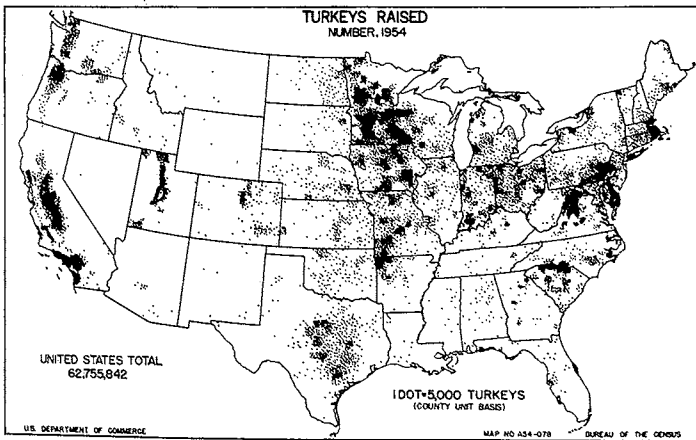 TURKEYS RAISED
NUMBER, 1954
UNITED STATES TOTAL
62,755,842
1 DOT=5,000 TURKEYS
(COUNTY UNIT BASIS)
U.S. DEPARTMENT OF COMMERCE
MAP NO A54-078
BUREAU OF THE CENSUS